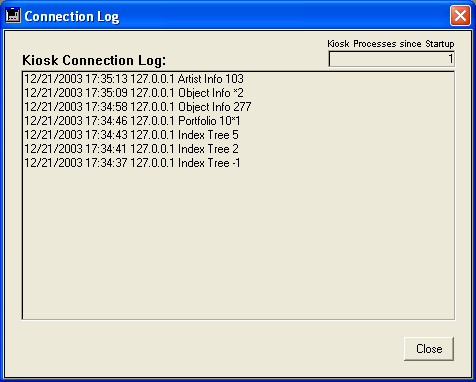 Connection Log
Kiosk Processes since Startup
Kiosk Connection Log:
1
12/21/2003 17:35:13 127.0.0.1 Artist Info 103
12/21/2003 17:35:09 127.0.0.1 Object Info *2
12/21/2003 17:34:58 127.0.0.1 Object Info 277
12/21/2003 17:34:46 127.0.0.1 Portfolio 10*1
12/21/2003 17:34:43 127.0.0.1 Index Tree 5
12/21/2003 17:34:41 127.0.0.1 Index Tree 2
12/21/2003 17:34:37 127.0.0.1 Index Tree -1
Close